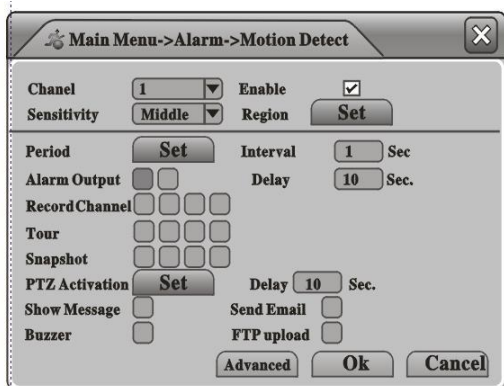 Main Menu->Alarm->Motion Detect
Chanel 1 Enable
Sensitivity Middle Region Set
Period Set Interval 1 Sec
Alarm Output Delay 10 Sec.
Record Channel
Tour
Snapshot
PTZ Activation Set Delay 10 Sec.
Show Message Send Email
Buzzer FTP upload
Advanced Ok Cancel